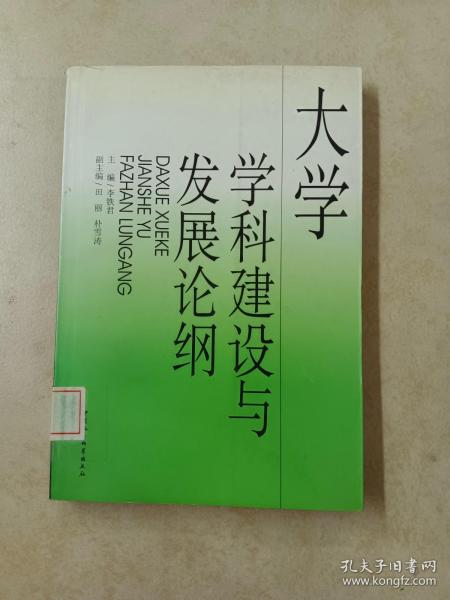 大学
学科建设与
发展论纲
DAXUE XUEKE
JIANSHE YU
FAZHAN LUNGANG
主 编/李铁君
副主编/田 丽 朴雪涛
孔夫子旧书网
www.kongfz.com